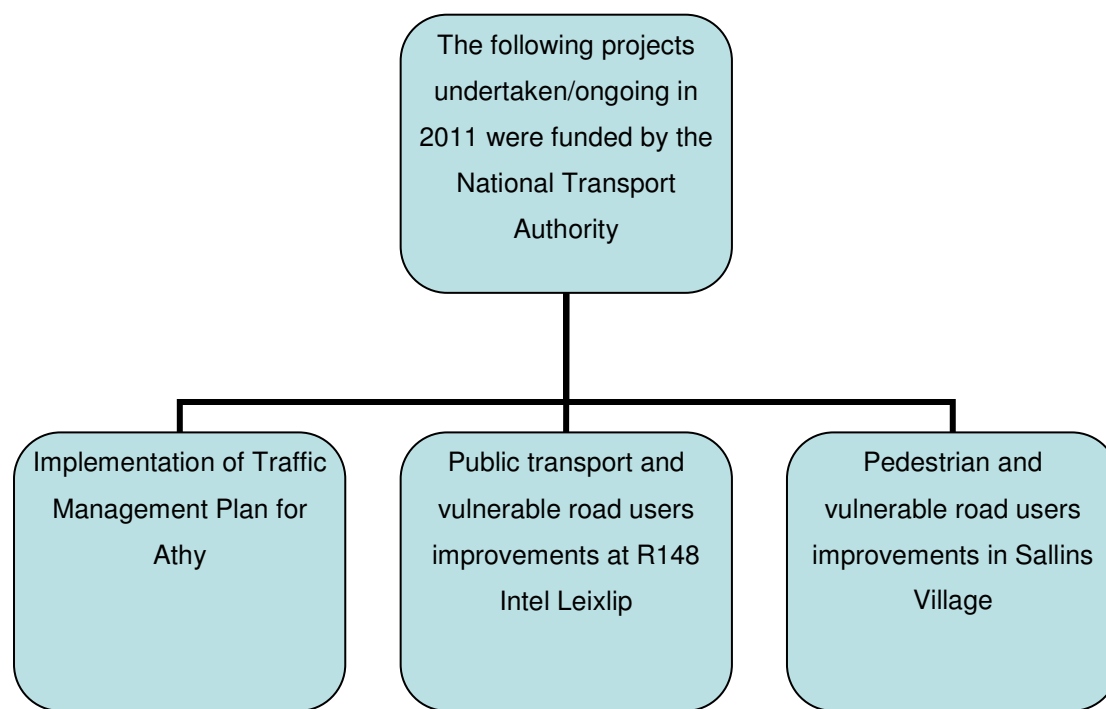 The following projects
undertaken/ongoing in
2011 were funded by the
National Transport
Authority
Implementation of Traffic
Management Plan for
Athy
Public transport and
vulnerable road users
improvements at R148
Intel Leixlip
Pedestrian and
vulnerable road users
improvements in Sallins
Village